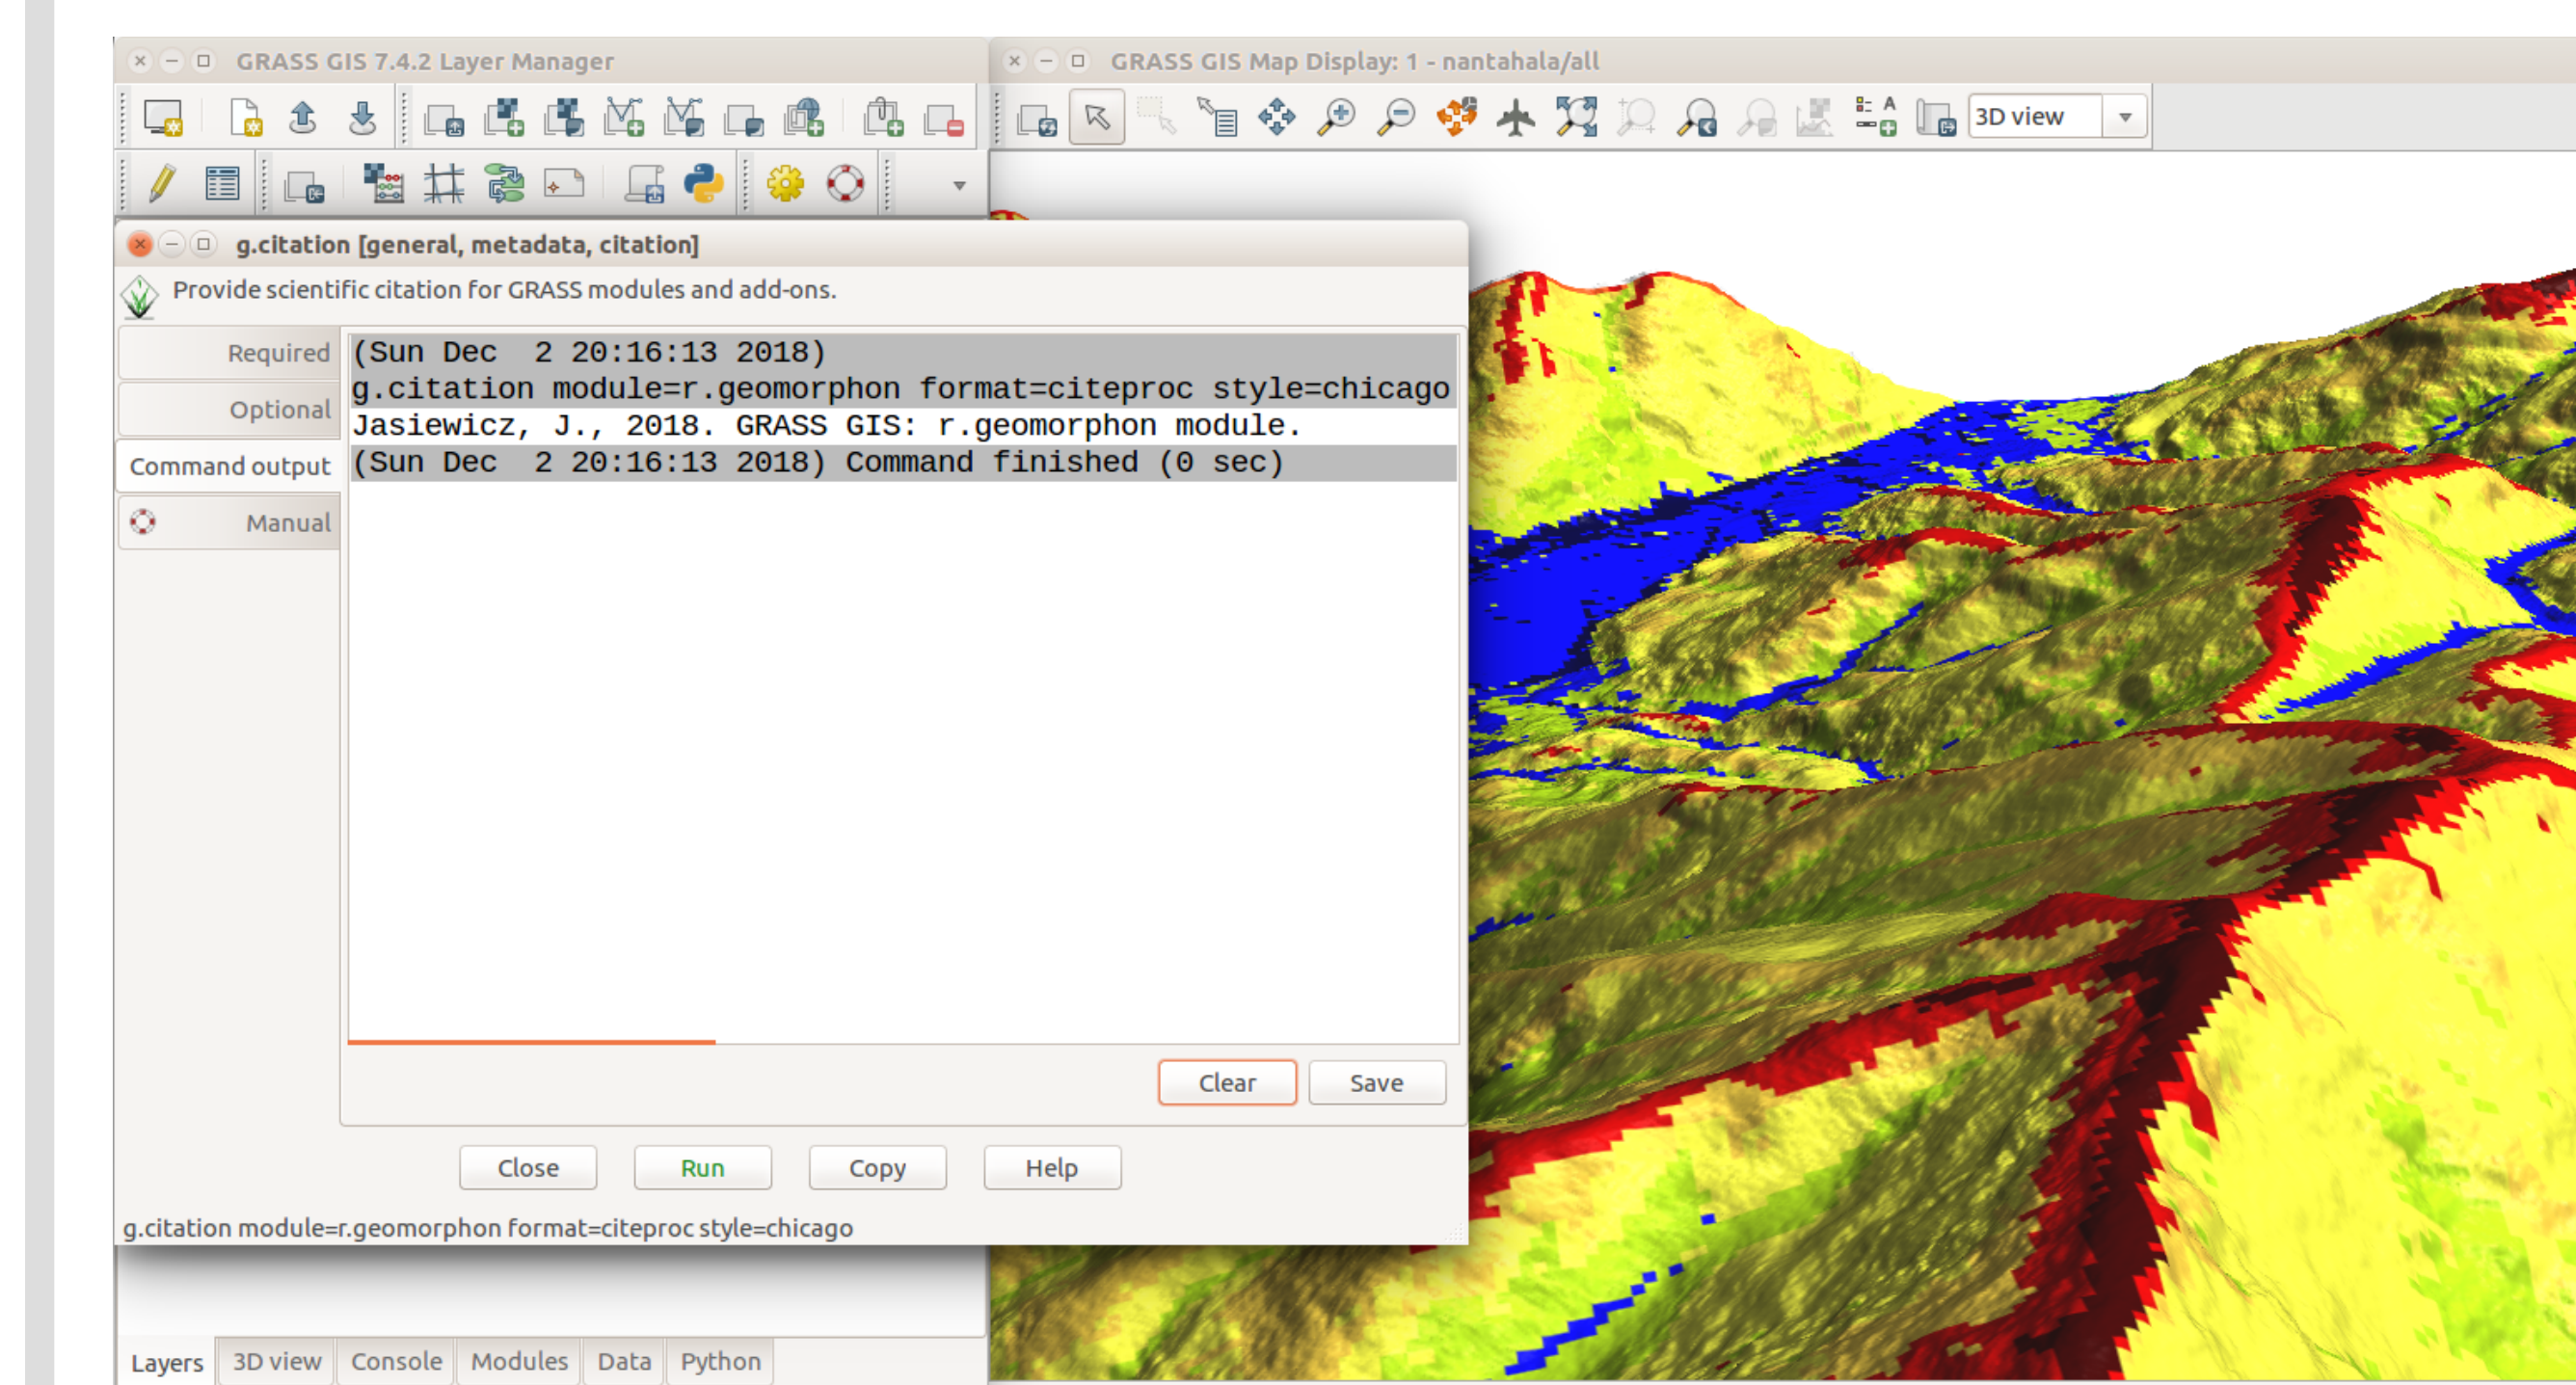 GRASS GIS 7.4.2 Layer Manager
GRASS GIS Map Display: 1 - nantahala/all
3D view
g.citation [general, metadata, citation]
Provide scientific citation for GRASS modules and add-ons.
Required
Optional
Command output
Manual
(Sun Dec  2 20:16:13 2018)
g.citation module=r.geomorphon format=citeproc style=chicago
Jasiewicz, J., 2018. GRASS GIS: r.geomorphon module.
(Sun Dec  2 20:16:13 2018) Command finished (0 sec)
Clear Save
Close Run Copy Help
g.citation module=r.geomorphon format=citeproc style=chicago
Layers 3D view Console Modules Data Python